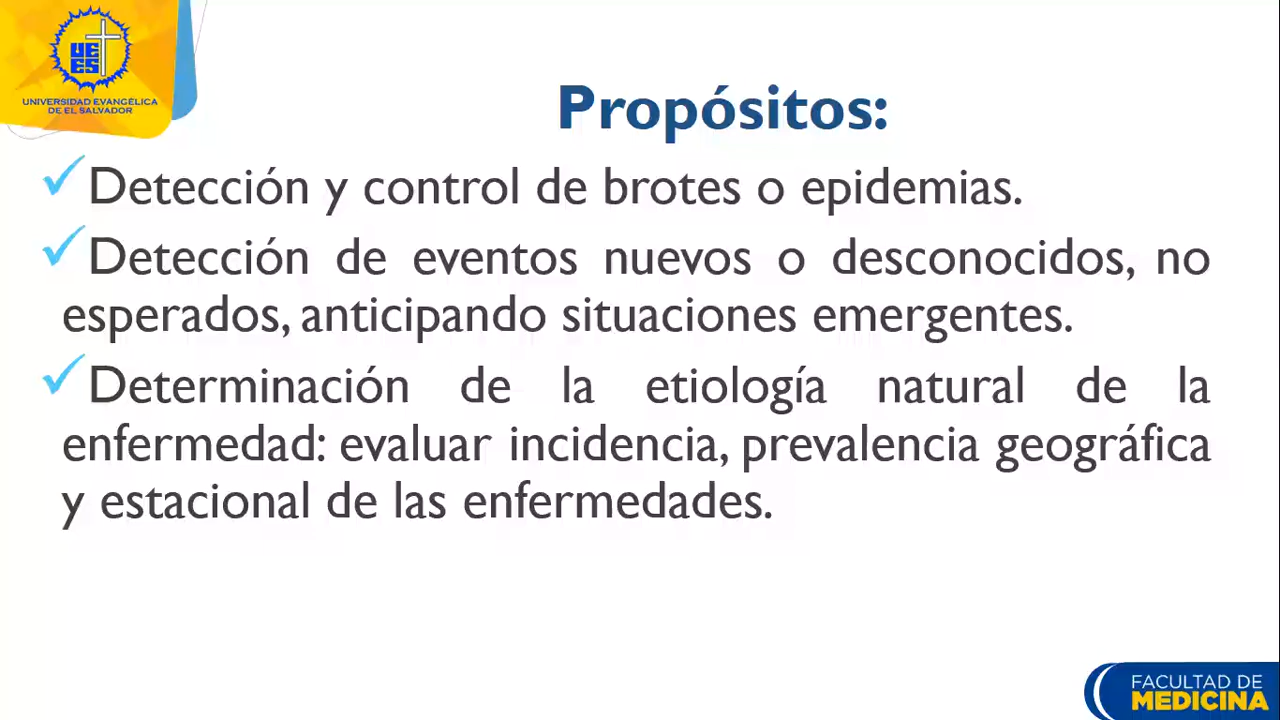 UE
ES
UNIVERSIDAD EVANGÉLICA
DE EL SALVADOR
Propósitos:
Detección y control de brotes o epidemias.
Detección de eventos nuevos o desconocidos, no
esperados, anticipando situaciones emergentes.
Determinación de la etiología natural de la
enfermedad: evaluar incidencia, prevalencia geográfica
y estacional de las enfermedades.
FACULTAD DE
MEDICINA